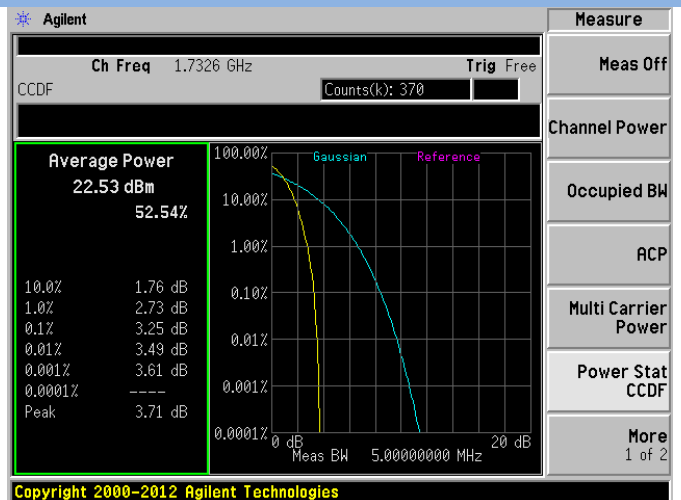 Agilent
Measure
Ch Freq 1.7326 GHz Trig Free
CCDF
Counts(k): 370
Average Power
22.53 dBm
52.54%
10.0% 1.76 dB
1.0% 2.73 dB
0.1% 3.25 dB
0.01% 3.49 dB
0.001% 3.61 dB
0.0001% ----
Peak 3.71 dB
Gaussian Reference
100.00%
10.00%
1.00%
0.10%
0.01%
0.001%
0.0001%
0 dB 20 dB
Meas BW 5.00000000 MHz
Meas Off
Channel Power
Occupied BW
ACP
Multi Carrier
Power
Power Stat
CCDF
More
1 of 2
Copyright 2000-2012 Agilent Technologies